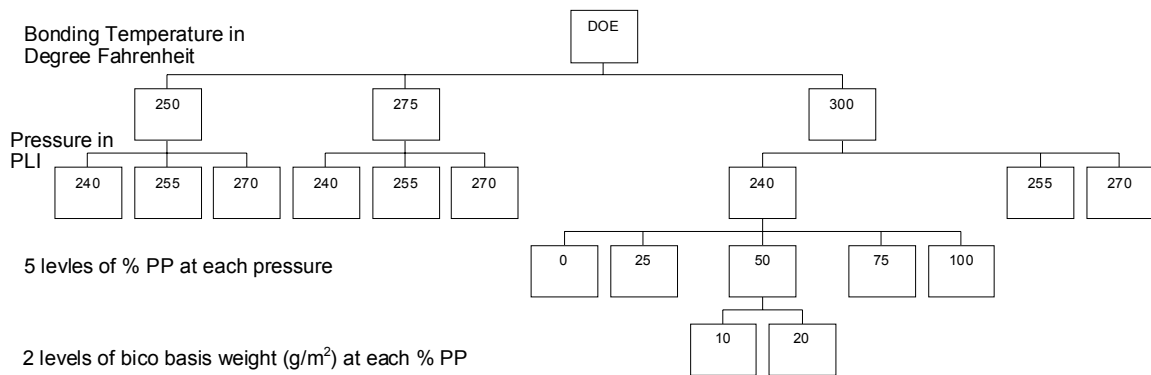 DOE
Bonding Temperature in
Degree Fahrenheit
250 275 300
Pressure in
PLI
240 255 270 240 255 270 240 255 270
0 25 50 75 100
5 levles of % PP at each pressure
10 20
2 levels of bico basis weight (g/m²) at each % PP